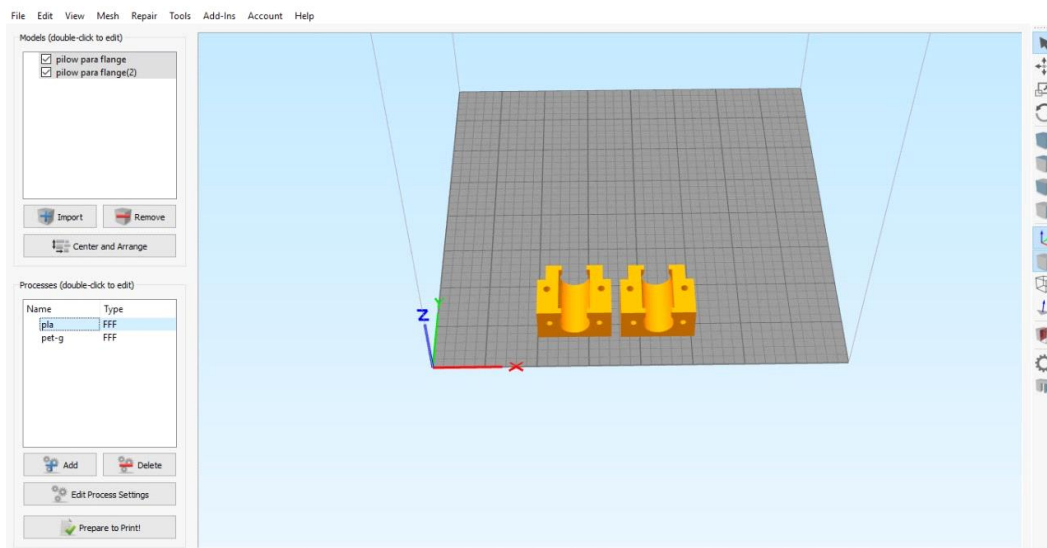 File Edit View Mesh Repair Tools Add-Ins Account Help
Models (double-click to edit)
pilow para flange
pilow para flange(2)
Import Remove
Center and Arrange
Processes (double-click to edit)
Name Type
pla FFF
pet-g FFF
Add Delete
Edit Process Settings
Prepare to Print!
Z
Y
X